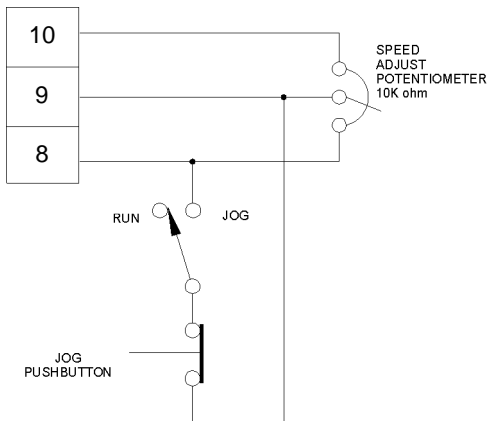 10
SPEED
ADJUST
POTENTIOMETER
10K ohm
9
8
RUN
JOG
JOG
PUSHBUTTON